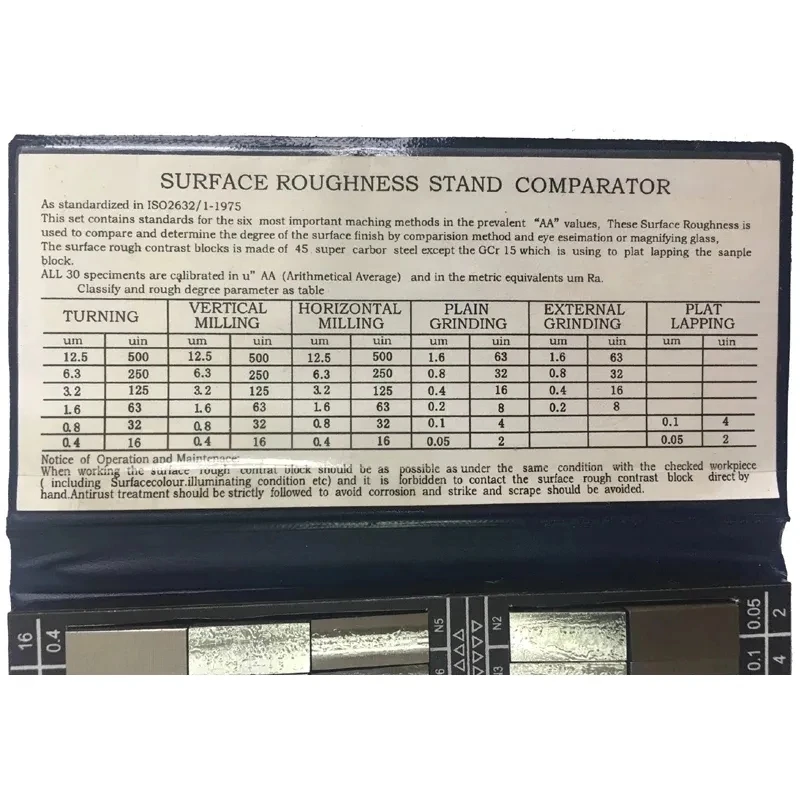 SURFACE ROUGHNESS STAND COMPARATOR
As standardized in ISO2632/1-1975
This set contains standards for the six most important maching methods in the prevalent "AA" values, These Surface Roughness is
used to compare and determine the degree of the surface finish by comparision method and eye eseimation or magnifying glass,
The surface rough contrast blocks is made of 45 super carbor steel except the GCr 15 which is using to plat lapping the sanple
block.
ALL 30 speciments are calibrated in u" AA (Arithmetical Average) and in the metric equivalents um Ra.
Classify and rough degree parameter as table
TURNING VERTICAL MILLING HORIZONTAL MILLING PLAIN GRINDING EXTERNAL GRINDING PLAT LAPPING
um uin um uin um uin um uin um uin um uin
12.5 500 12.5 500 12.5 500 1.6 63 1.6 63
6.3 250 6.3 250 6.3 250 0.8 32 0.8 32
3.2 125 3.2 125 3.2 125 0.4 16 0.4 16
1.6 63 1.6 63 1.6 63 0.2 8 0.2 8
0.8 32 0.8 32 0.8 32 0.1 4 0.1 4
0.4 16 0.4 16 0.4 16 0.05 2 0.05 2
Notice of Operation and Maintenace:
When working the surface rough contrat block should be as possible as under the same condition with the checked workpiece
( including Surfacecolour.illuminating condition etc) and it is forbidden to contact the surface rough contrast block direct by
hand.Antirust treatment should be strictly followed to avoid corrosion and strike and scrape should be avoided.
16 0.4 N5 N2 0.05 2
6 N3 0.1 4